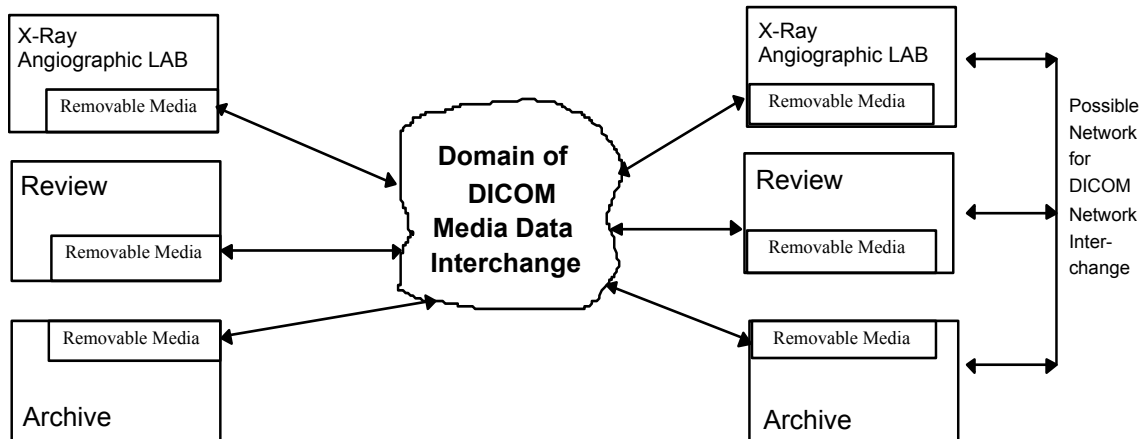 X-Ray
Angiographic LAB
Removable Media
Review
Removable Media
Removable Media
Archive
Domain of
DICOM
Media Data
Interchange
X-Ray
Angiographic LAB
Removable Media
Review
Removable Media
Removable Media
Archive
Possible
Network
for
DICOM
Network
Inter-
change